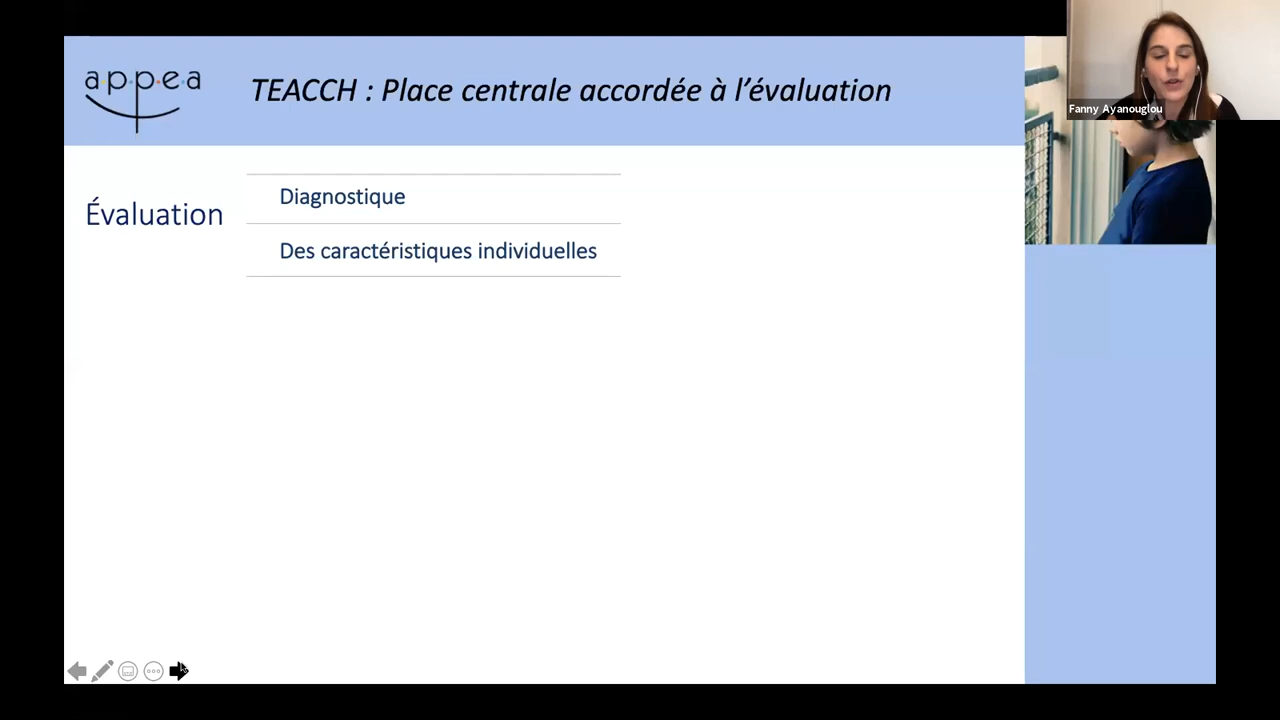 appea
TEACCH : Place centrale accordée à l’évaluation
Fanny Ayanouglou
Évaluation
Diagnostique
Des caractéristiques individuelles